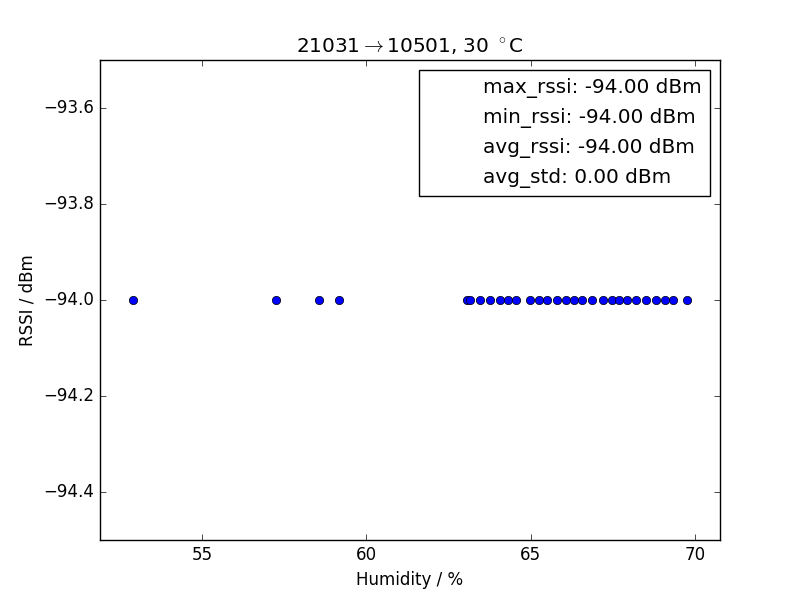 21031→10501, 30 °C
max_rssi: -94.00 dBm
min_rssi: -94.00 dBm
avg_rssi: -94.00 dBm
avg_std: 0.00 dBm
−93.6
−93.8
−94.0
−94.2
−94.4
RSSI / dBm
55 60 65 70
Humidity / %